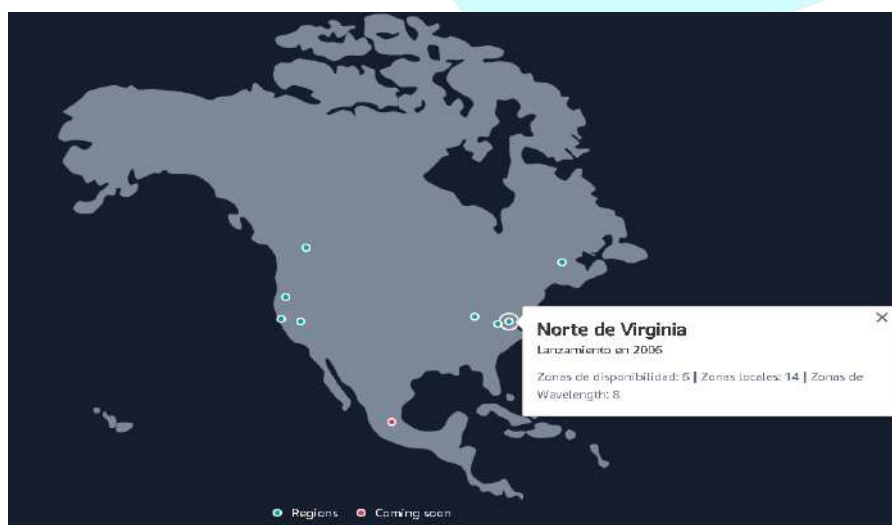 Norte de Virginia
Lanzamiento en 2006
Zonas de disponibilidad: 6 | Zonas locales: 14 | Zonas de
Wavelength: 8
Regions Coming soon